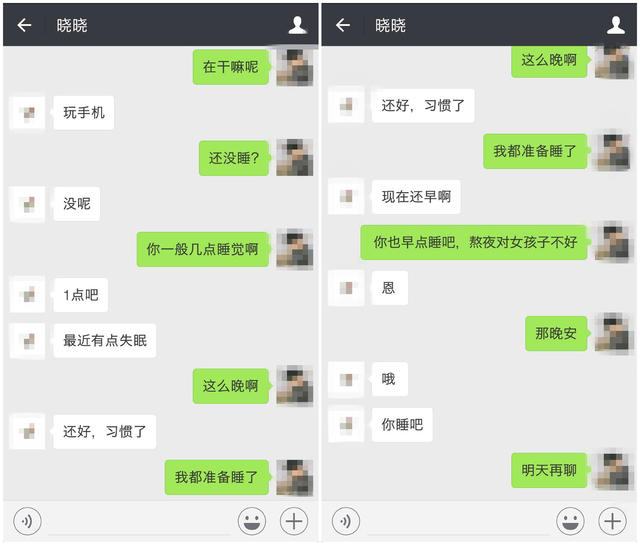 晓晓
在干嘛呢
玩手机
还没睡?
没呢
你一般几点睡觉啊
1点吧
最近有点失眠
这么晚啊
还好，习惯了
我都准备睡了
晓晓
这么晚啊
还好，习惯了
我都准备睡了
现在还早啊
你也早点睡吧，熬夜对女孩子不好
恩
那晚安
哦
你睡吧
明天再聊